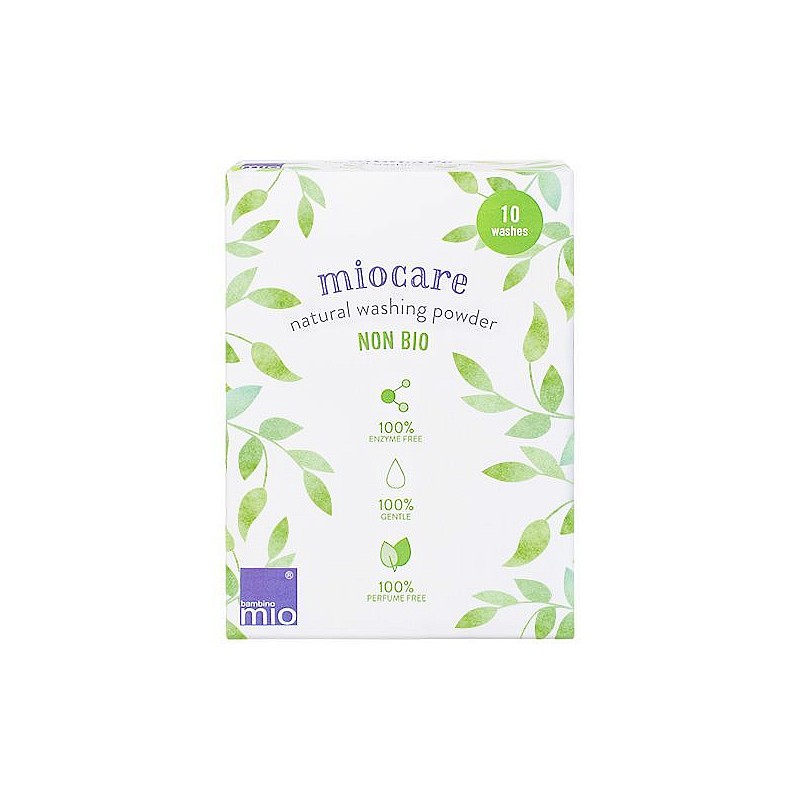 10
washes
miocare
natural washing powder
NON BIO
100%
ENZYME FREE
100%
GENTLE
100%
PERFUME FREE
®
bambino
mio